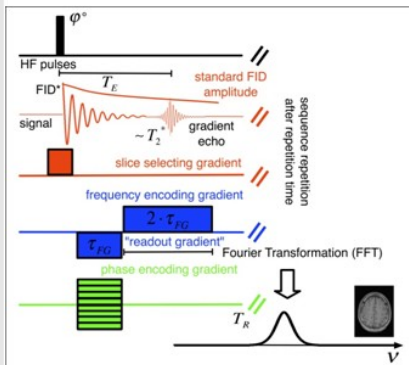 φ°
HF pulses
T_E
FID*
standard FID
amplitude
signal
~ T_2^*
gradient
echo
sequence repetition
after repetition time
slice selecting gradient
frequency encoding gradient
2 · τ_FG
τ_FG
"readout gradient"
Fourier Transformation (FFT)
phase encoding gradient
T_R
ν